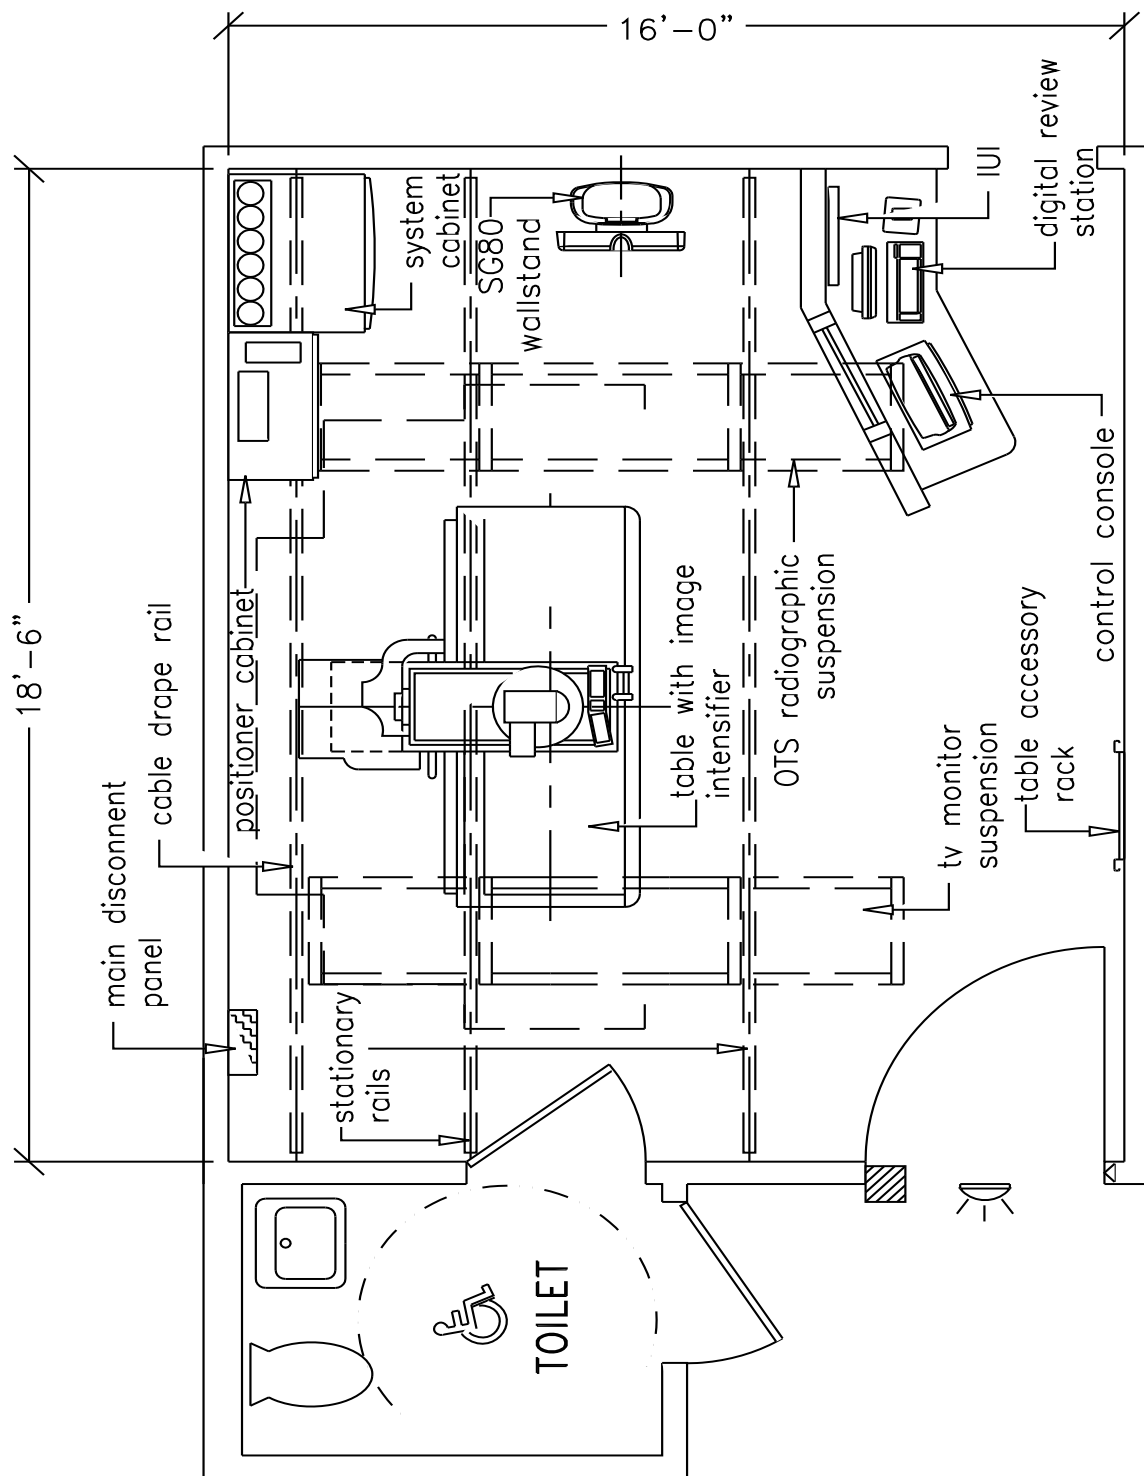 16'-0"
18'-6"
main disconnent
panel
cable drape rail
positioner cabinet
system
cabinet
SG80
wallstand
IUI
digital review
station
control console
table accessory
rack
tv monitor
suspension
OTS radiographic
suspension
table with image
intensifier
stationary
rails
TOILET